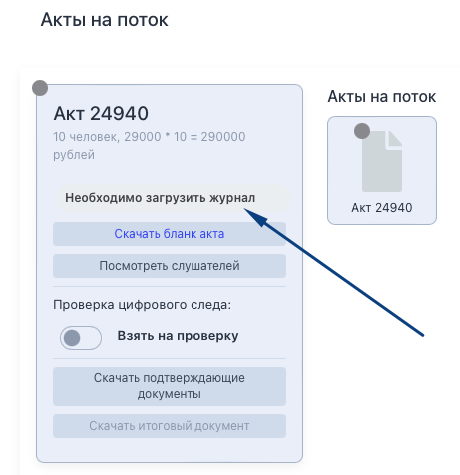 Акты на поток
Акт 24940
10 человек, 29000 * 10 = 290000
рублей
Необходимо загрузить журнал
Скачать бланк акта
Посмотреть слушателей
Проверка цифрового следа:
Взять на проверку
Скачать подтверждающие
документы
Скачать итоговый документ
Акты на поток
Акт 24940